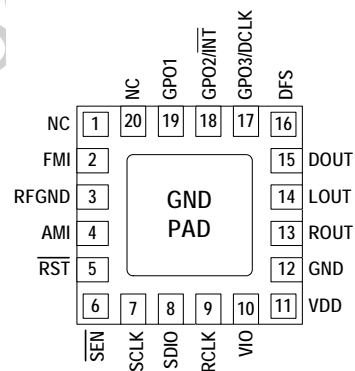 NC
GPO1
GPO2/INT
GPO3/DCLK
DFS
NC 1 20 19 18 17 16
FMI 2 15 DOUT
RFGND 3 14 LOUT
AMI 4 13 ROUT
RST 5 12 GND
GND
PAD
6 7 8 9 10 11 VDD
SEN
SCLK
SDIO
RCLK
VIO